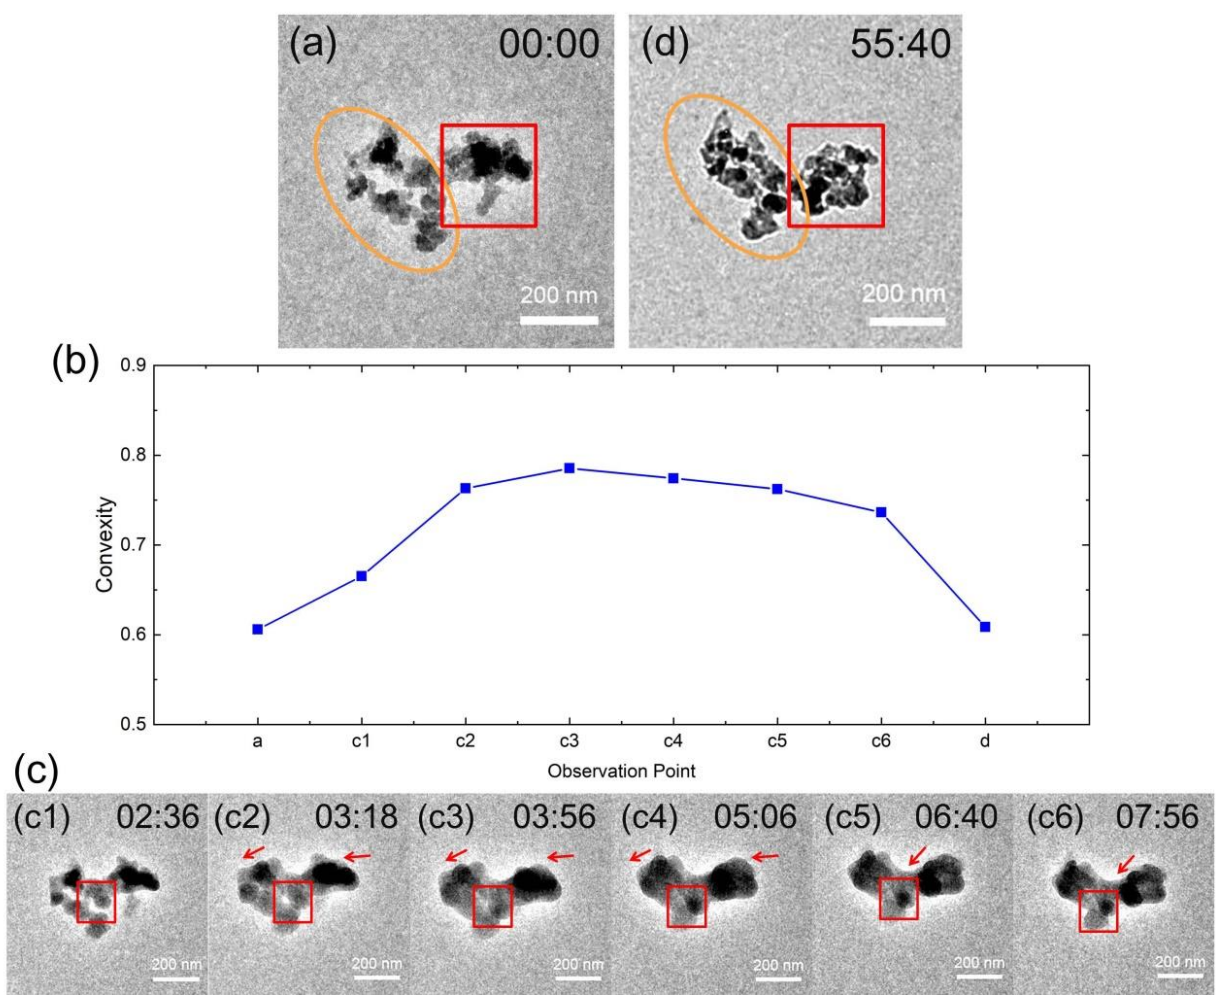 (a) 00:00
200 nm
(d) 55:40
200 nm
(b)
0.9
0.8
0.7
0.6
0.5
Convexity
a c1 c2 c3 c4 c5 c6 d
Observation Point
(c)
(c1) 02:36
200 nm
(c2) 03:18
200 nm
(c3) 03:56
200 nm
(c4) 05:06
200 nm
(c5) 06:40
200 nm
(c6) 07:56
200 nm